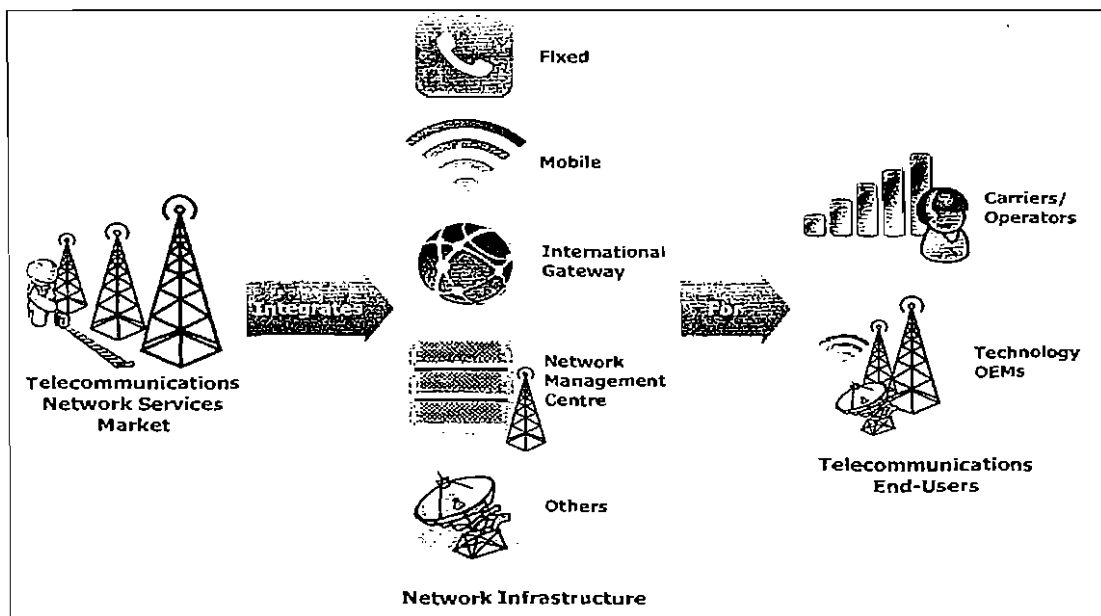 Fixed
Mobile
International
Gateway
Network
Management
Centre
Others
Network Infrastructure
Telecommunications
Network Services
Market
Integrates
For
Carriers/
Operators
Technology
OEMs
Telecommunications
End-Users